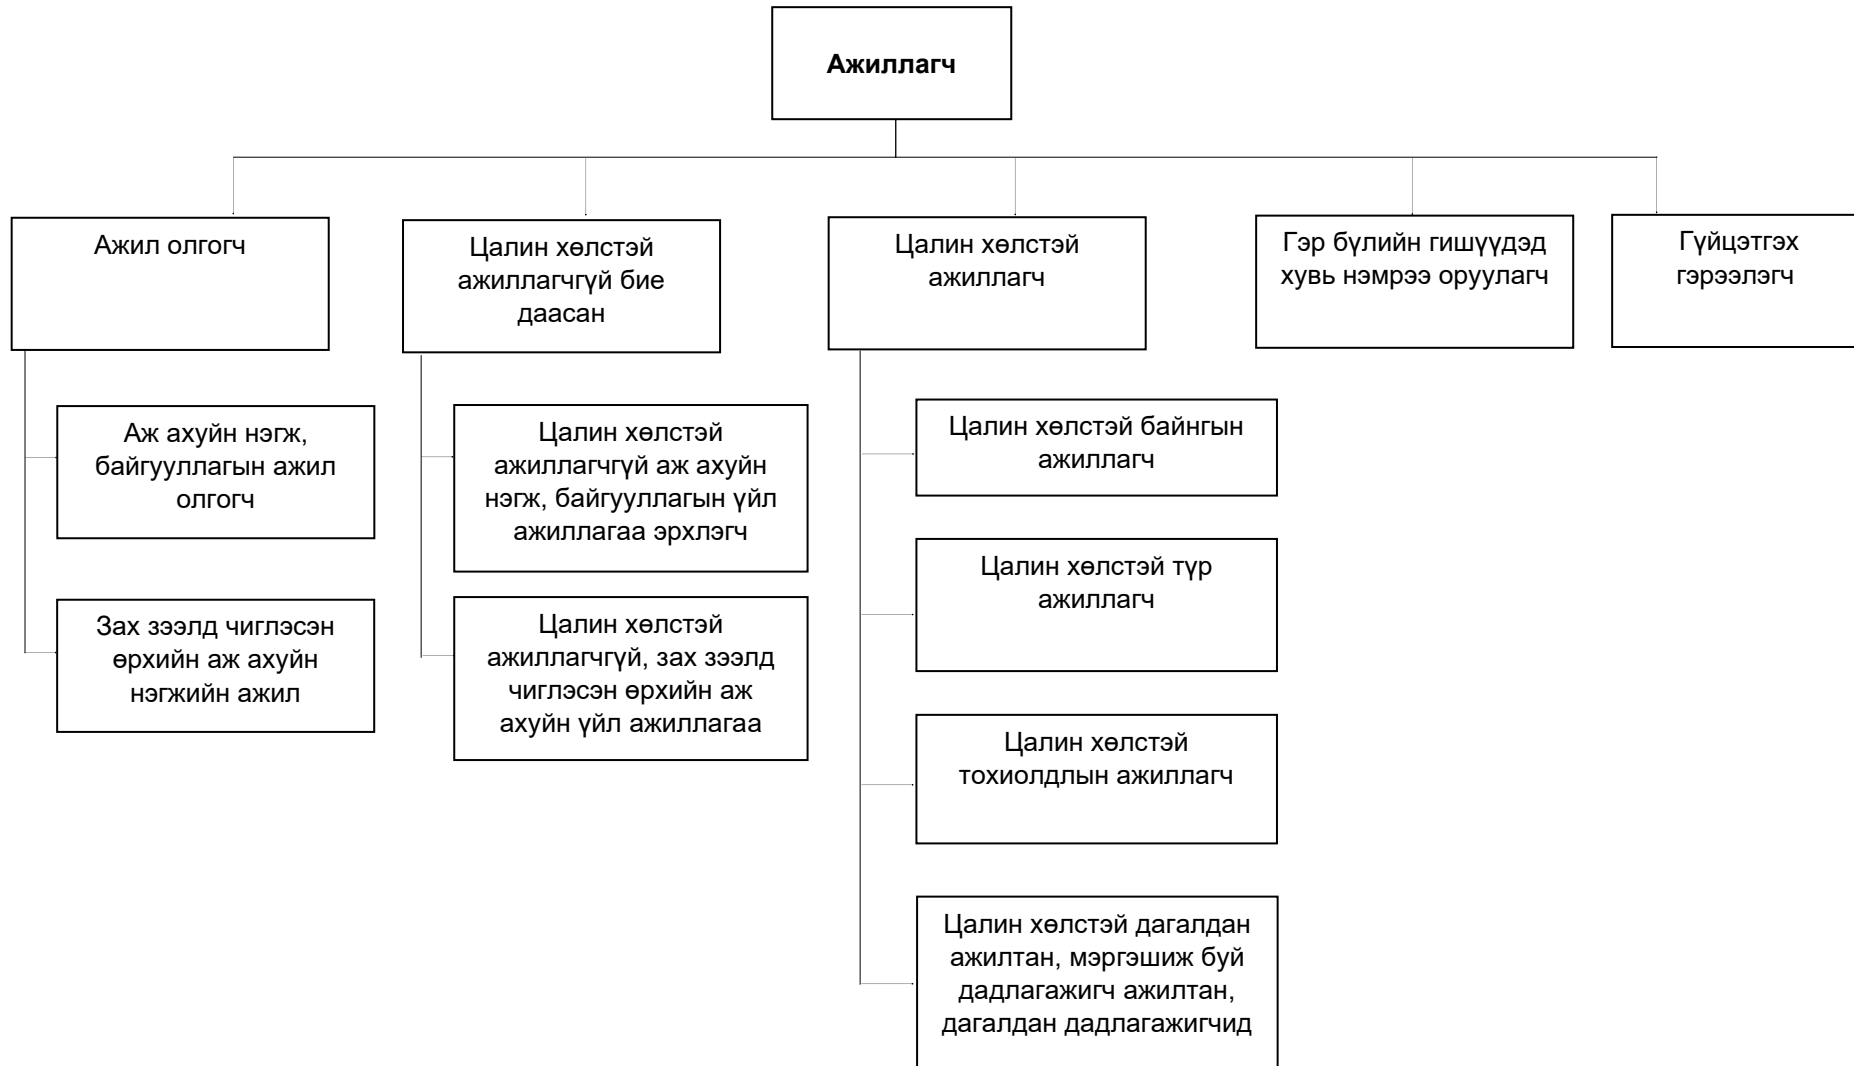 Ажиллагч
Ажил олгогч
Цалин хөлстэй
ажиллагчгүй бие
даасан
Цалин хөлстэй
ажиллагч
Гэр бүлийн гишүүдэд
хувь нэмрээ оруулагч
Гүйцэтгэх
гэрээлэгч
Аж ахуйн нэгж,
байгууллагын ажил
олгогч
Зах зээлд чиглэсэн
өрхийн аж ахуйн
нэгжийн ажил
Цалин хөлстэй
ажиллагчгүй аж ахуйн
нэгж, байгууллагын үйл
ажиллагаа эрхлэгч
Цалин хөлстэй
ажиллагчгүй, зах зээлд
чиглэсэн өрхийн аж
ахуйн үйл ажиллагаа
Цалин хөлстэй байнгын
ажиллагч
Цалин хөлстэй түр
ажиллагч
Цалин хөлстэй
тохиолдлын ажиллагч
Цалин хөлстэй дагалдан
ажилтан, мэргэшиж буй
дадлагажигч ажилтан,
дагалдан дадлагажигчид